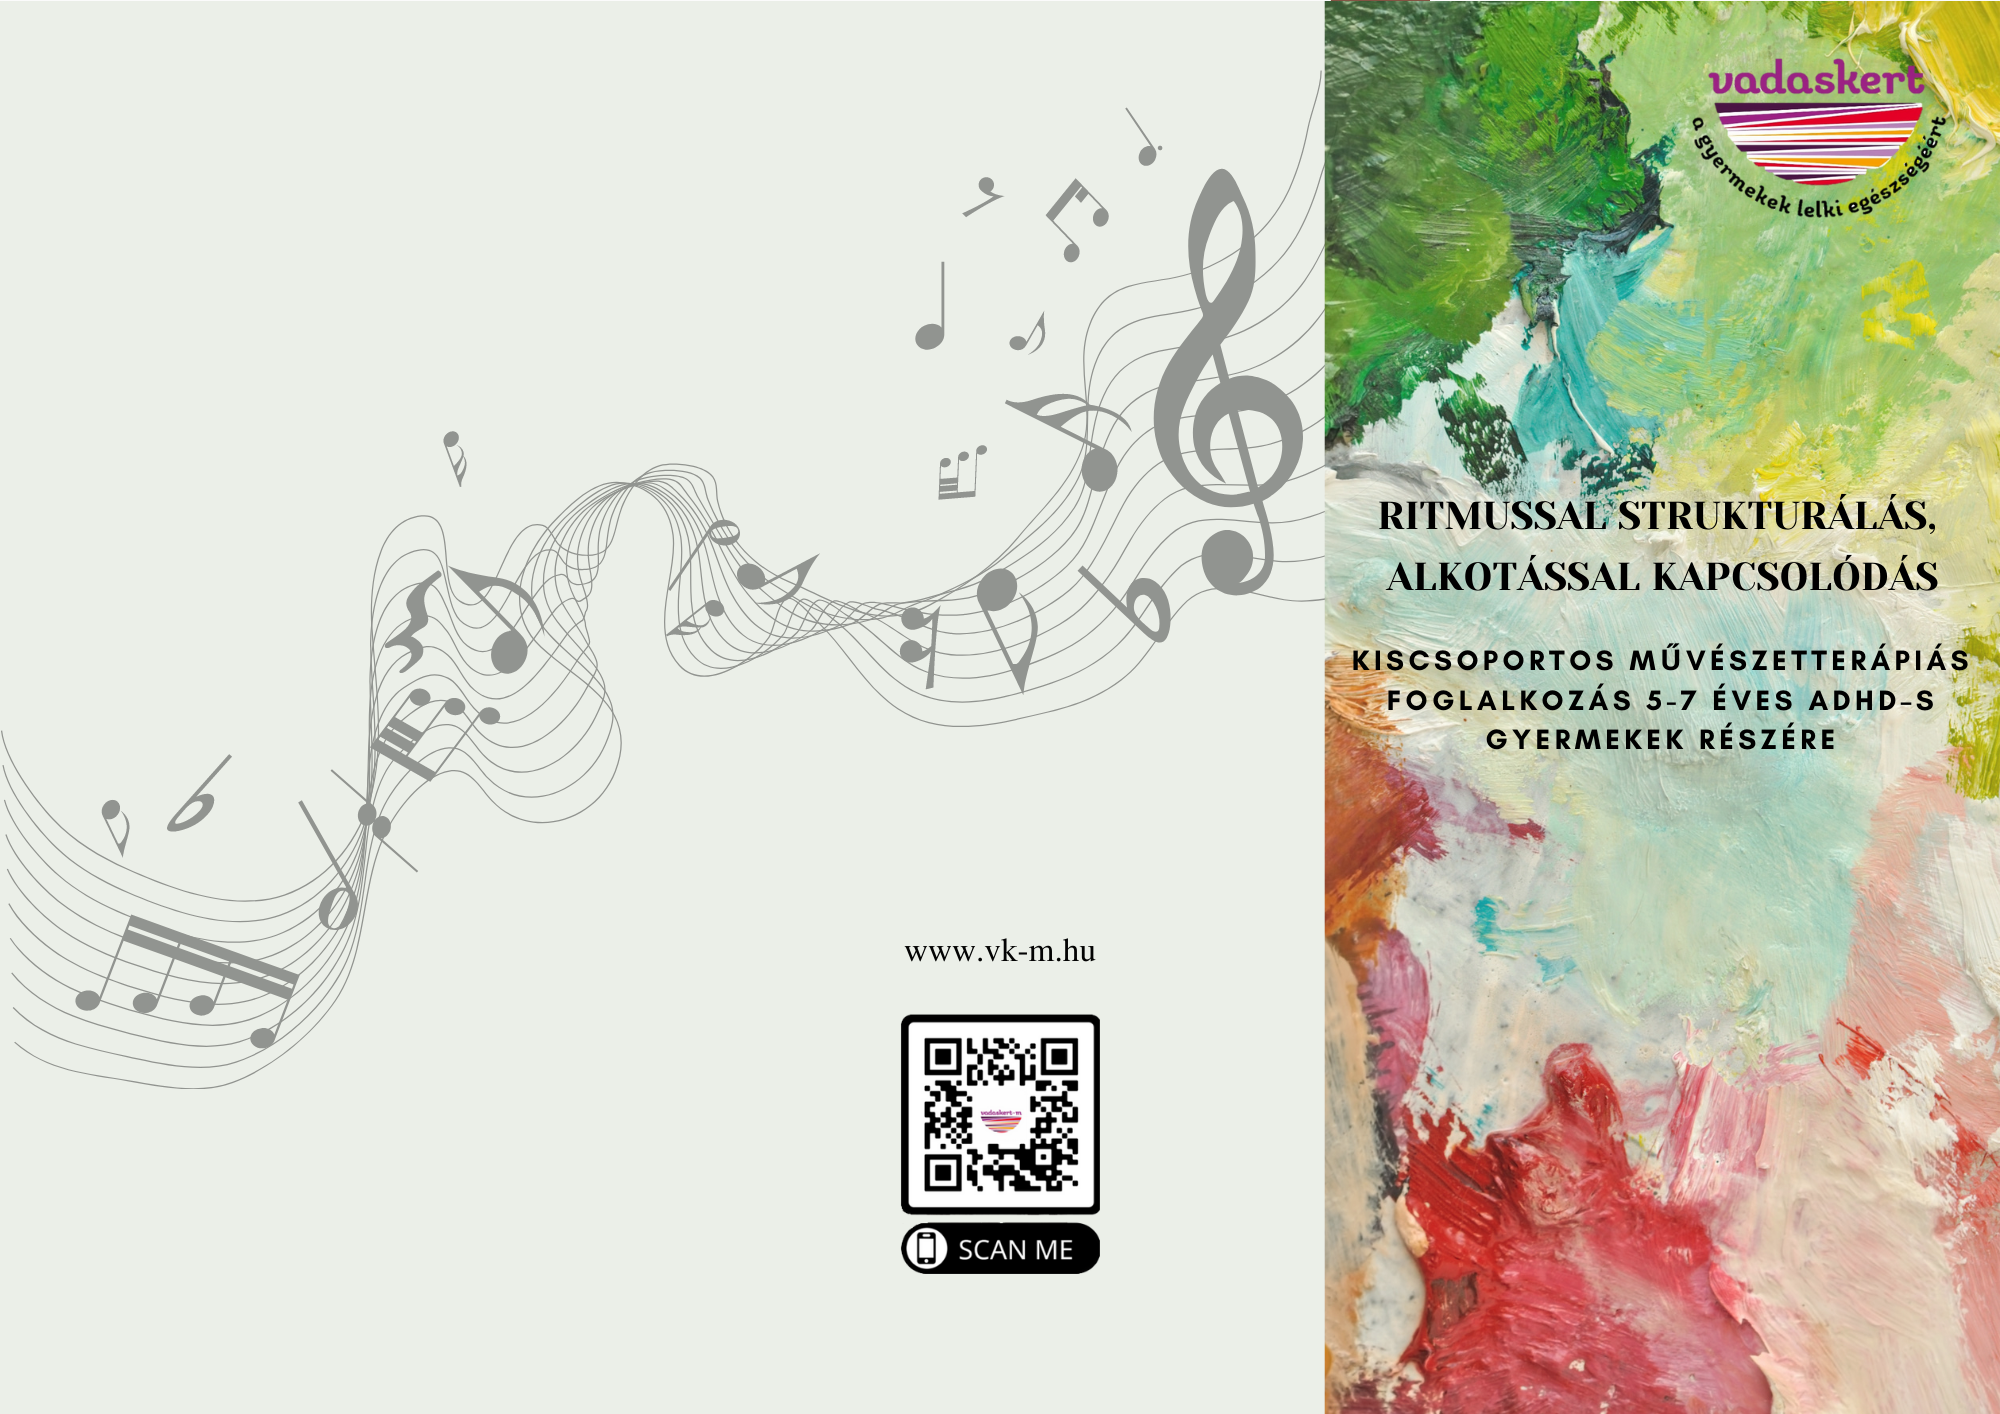 www.vk-m.hu
vadaskert-m
SCAN ME
vadaskert
a gyermekek lelki egészségéért
RITMUSSAL STRUKTURÁLÁS,
ALKOTÁSSAL KAPCSOLÓDÁS
KISCSOPORTOS MŰVÉSZETTERÁPIÁS
FOGLALKOZÁS 5-7 ÉVES ADHD-S
GYERMEKEK RÉSZÉRE